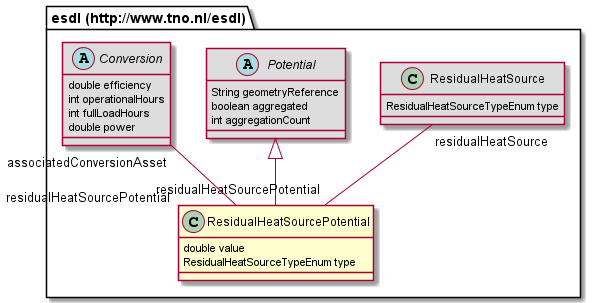 esdl (http://www.tno.nl/esdl)
A Conversion
double efficiency
int operationalHours
int fullLoadHours
double power
A Potential
String geometryReference
boolean aggregated
int aggregationCount
C ResidualHeatSource
ResidualHeatSourceTypeEnum type
residualHeatSource
associatedConversionAsset
residualHeatSourcePotential
residualHeatSourcePotential
C ResidualHeatSourcePotential
double value
ResidualHeatSourceTypeEnum type